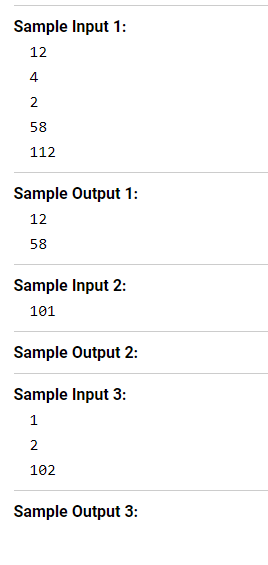 Sample Input 1:
12
4
2
58
112
Sample Output 1:
12
58
Sample Input 2:
101
Sample Output 2:
Sample Input 3:
1
2
102
Sample Output 3: